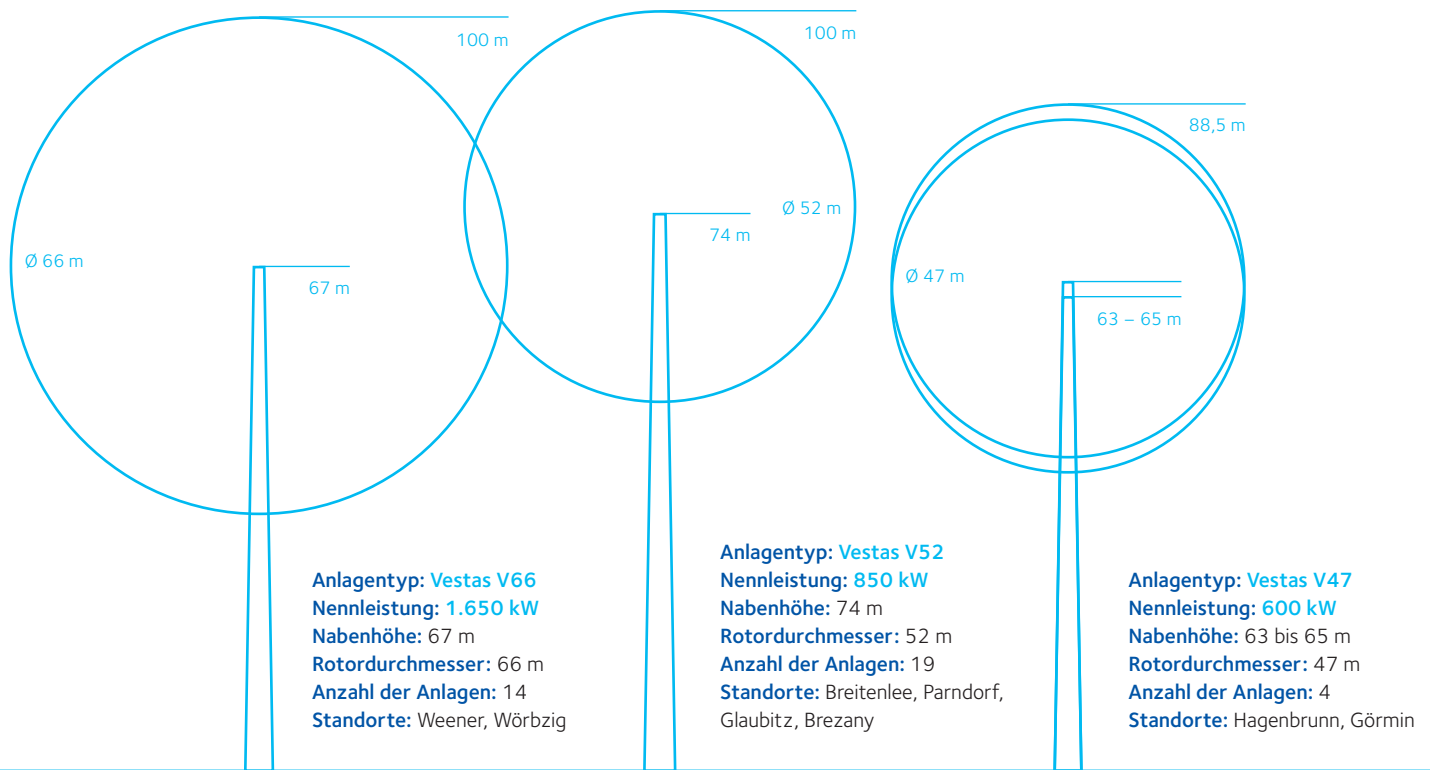 100 m
Ø 66 m
67 m
Anlagentyp: Vestas V66
Nennleistung: 1.650 kW
Nabenhöhe: 67 m
Rotordurchmesser: 66 m
Anzahl der Anlagen: 14
Standorte: Weener, Wörbzig
100 m
Ø 52 m
74 m
Anlagentyp: Vestas V52
Nennleistung: 850 kW
Nabenhöhe: 74 m
Rotordurchmesser: 52 m
Anzahl der Anlagen: 19
Standorte: Breitenlee, Parndorf,
Glaubitz, Brezany
88,5 m
Ø 47 m
63 – 65 m
Anlagentyp: Vestas V47
Nennleistung: 600 kW
Nabenhöhe: 63 bis 65 m
Rotordurchmesser: 47 m
Anzahl der Anlagen: 4
Standorte: Hagenbrunn, Görmin